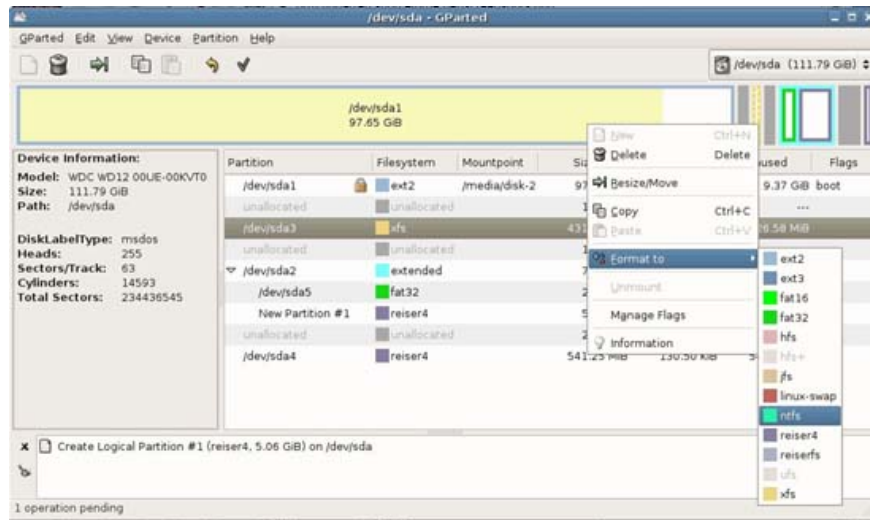 /dev/sda - GParted
GParted Edit View Device Partition Help
/dev/sda (111.79 GiB)
/dev/sda1
97.65 GiB
Device Information:
Model: WDC WD12 00UE-00KVT0
Size: 111.79 GiB
Path: /dev/sda
DiskLabelType: msdos
Heads: 255
Sectors/Track: 63
Cylinders: 14593
Total Sectors: 234436545
Partition Filesystem Mountpoint Flags
/dev/sda1 ext2 /media/disk-2 9.37 GiB boot
unallocated unallocated ---
/dev/sda3 xfs
unallocated unallocated
/dev/sda2 extended
/dev/sda5 fat32
New Partition #1 reiser4
unallocated unallocated
/dev/sda4 reiser4 541.25 MiB 130.50 KiB
New Ctrl+N
Delete Delete
Resize/Move
Copy Ctrl+C
Paste Ctrl+V
Format to
Unmount
Manage Flags
Information
ext2
ext3
fat16
fat32
hfs
hfs+
jfs
linux-swap
ntfs
reiser4
reiserfs
ufs
xfs
Create Logical Partition #1 (reiser4, 5.06 GiB) on /dev/sda
1 operation pending